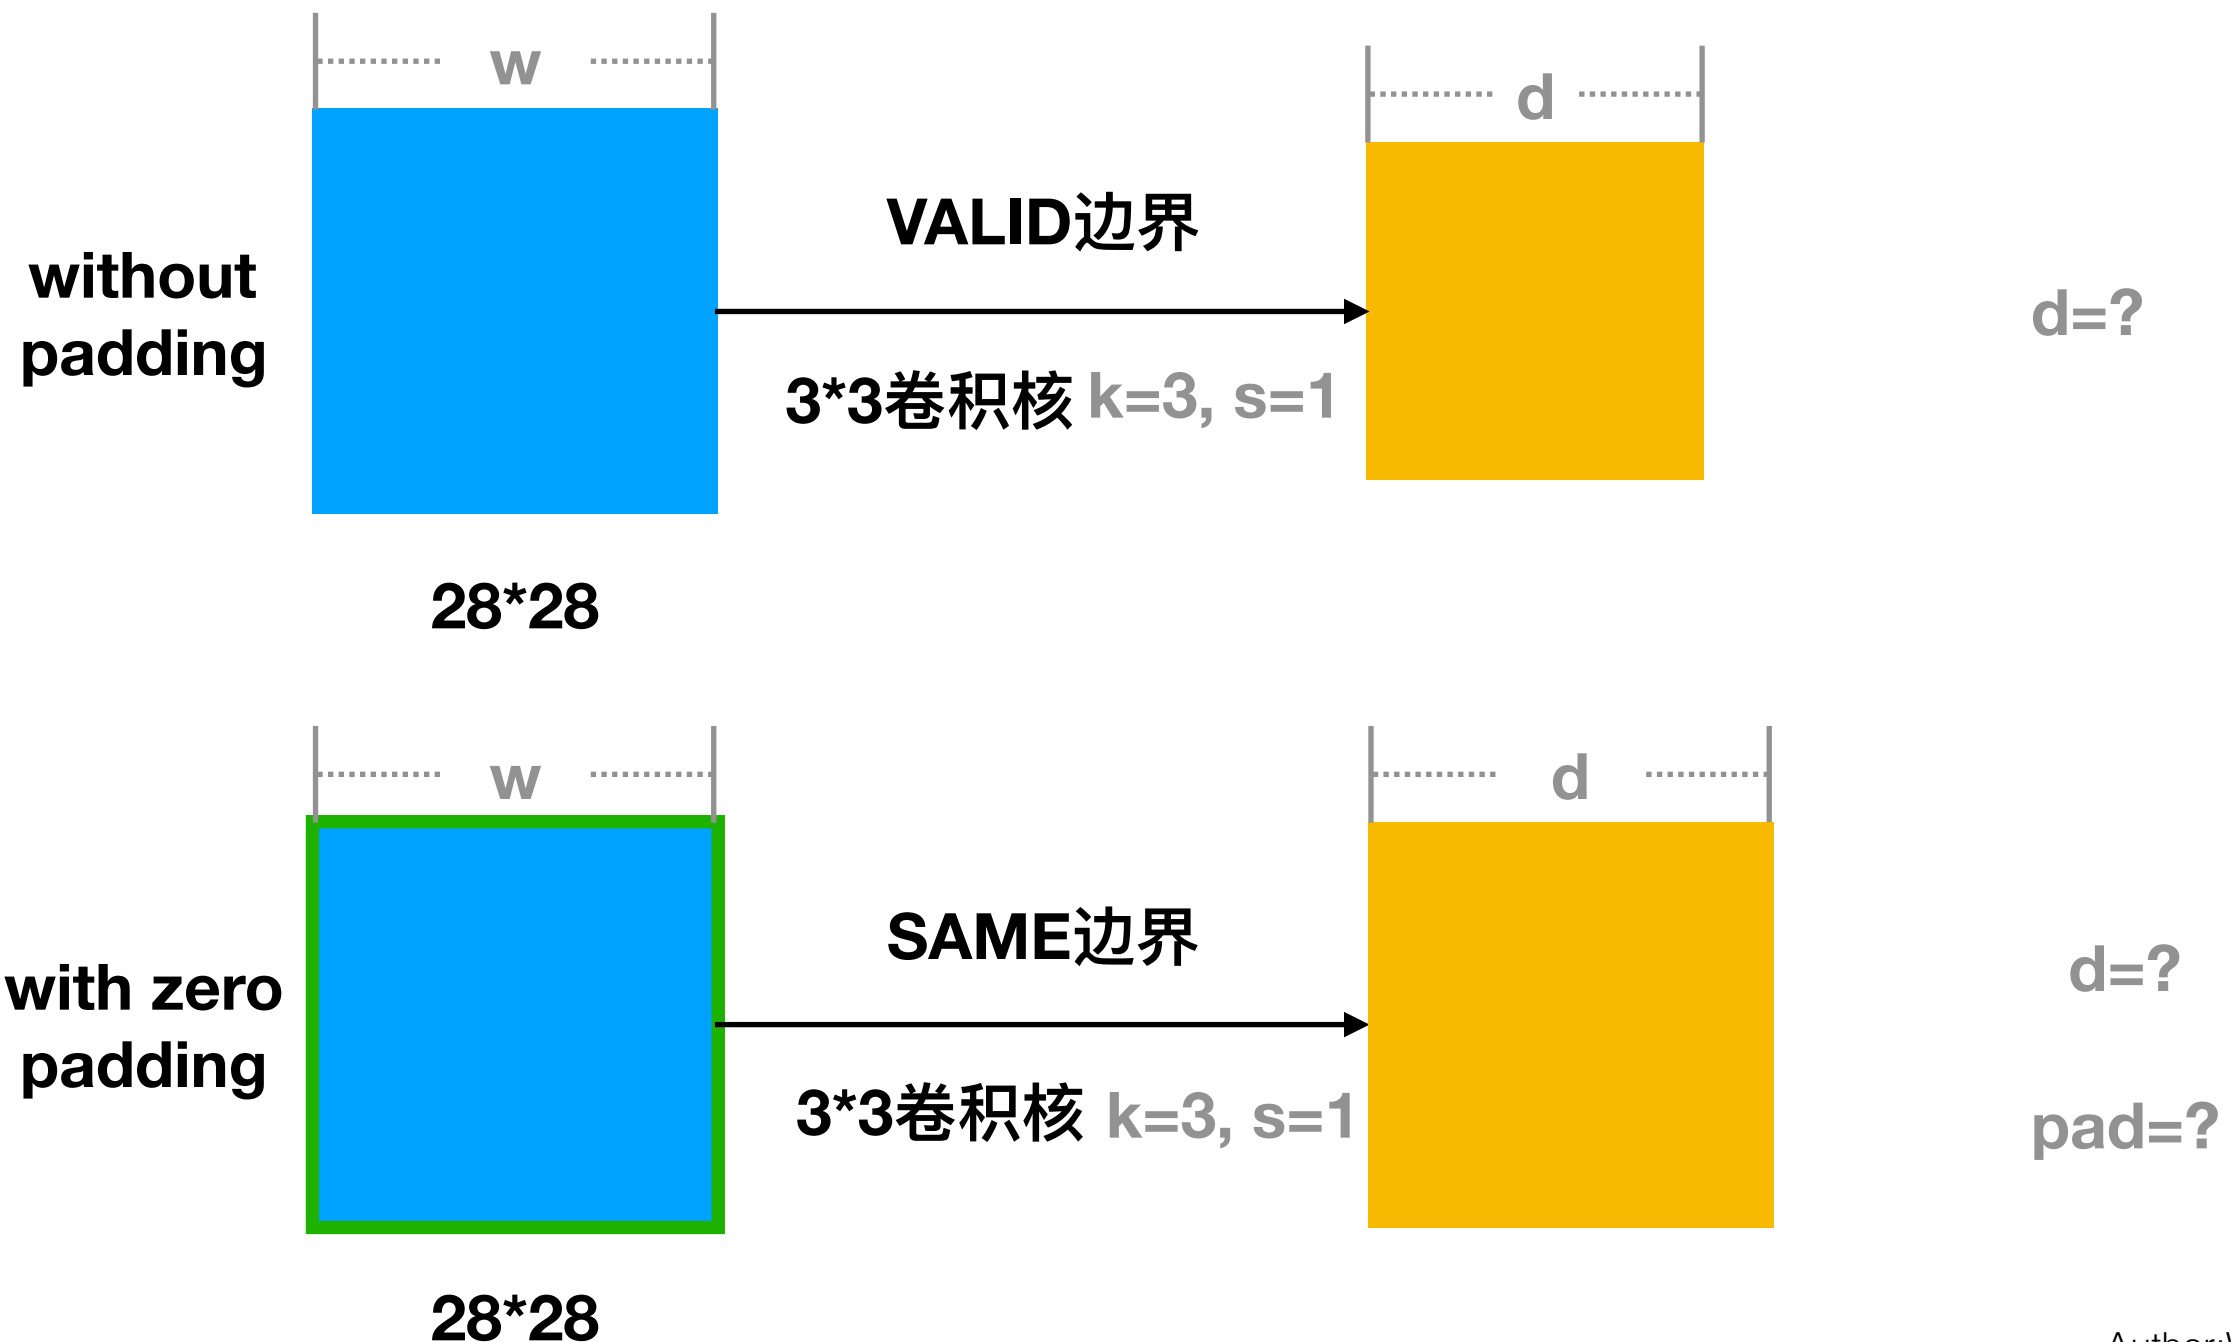 w
d
VALID边界
without
padding
d=?
3*3卷积核 k=3, s=1
28*28
w
d
SAME边界
with zero
padding
d=?
3*3卷积核 k=3, s=1
pad=?
28*28